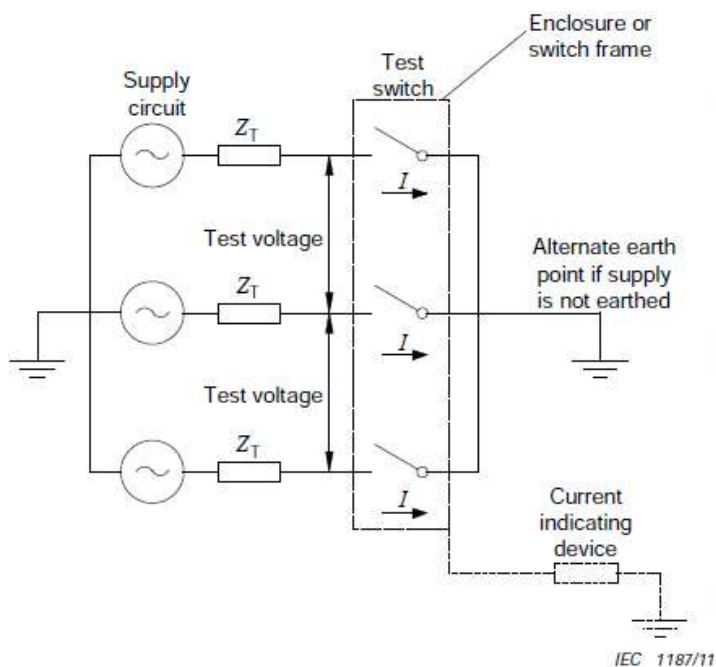 Enclosure or
switch frame
Test
switch
Supply
circuit
Z_T
I
Test voltage
Alternate earth
point if supply
is not earthed
Z_T
I
Test voltage
Z_T
I
Current
indicating
device
IEC 1187/11